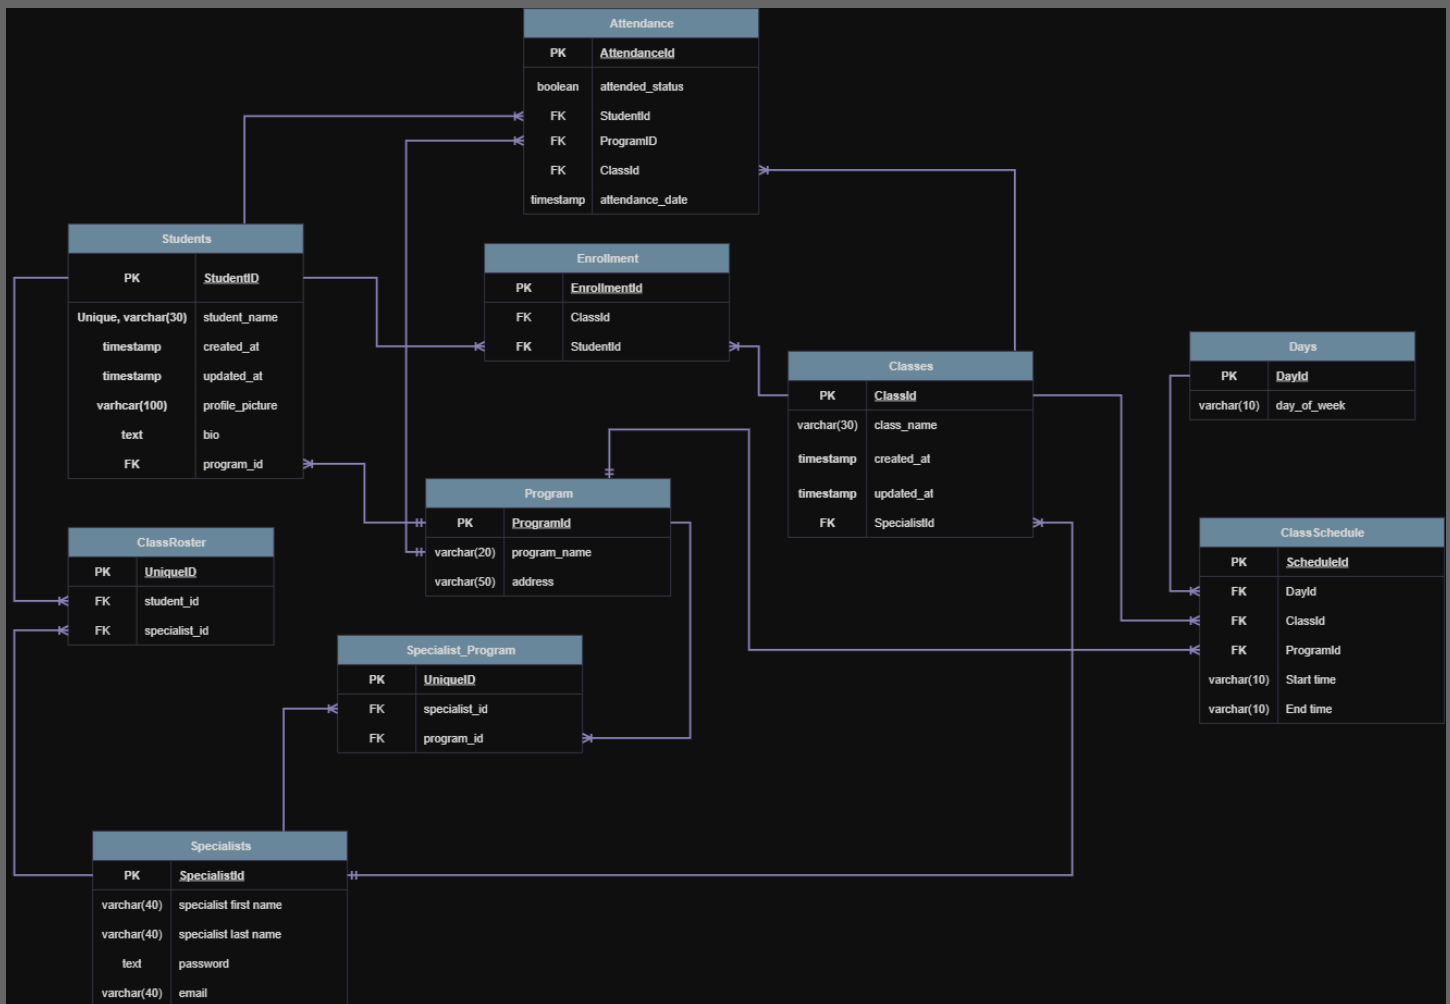 Attendance
PK AttendanceId
boolean attended_status
FK StudentId
FK ProgramID
FK ClassId
timestamp attendance_date
Students
PK StudentID
Unique, varchar(30) student_name
timestamp created_at
timestamp updated_at
varhcar(100) profile_picture
text bio
FK program_id
Enrollment
PK EnrollmentId
FK ClassId
FK StudentId
Classes
PK ClassId
varchar(30) class_name
timestamp created_at
timestamp updated_at
FK SpecialistId
Days
PK DayId
varchar(10) day_of_week
Program
PK ProgramId
varchar(20) program_name
varchar(50) address
ClassRoster
PK UniqueID
FK student_id
FK specialist_id
ClassSchedule
PK ScheduleId
FK DayId
FK ClassId
FK ProgramId
varchar(10) Start time
varchar(10) End time
Specialist_Program
PK UniqueID
FK specialist_id
FK program_id
Specialists
PK SpecialistId
varchar(40) specialist first name
varchar(40) specialist last name
text password
varchar(40) email